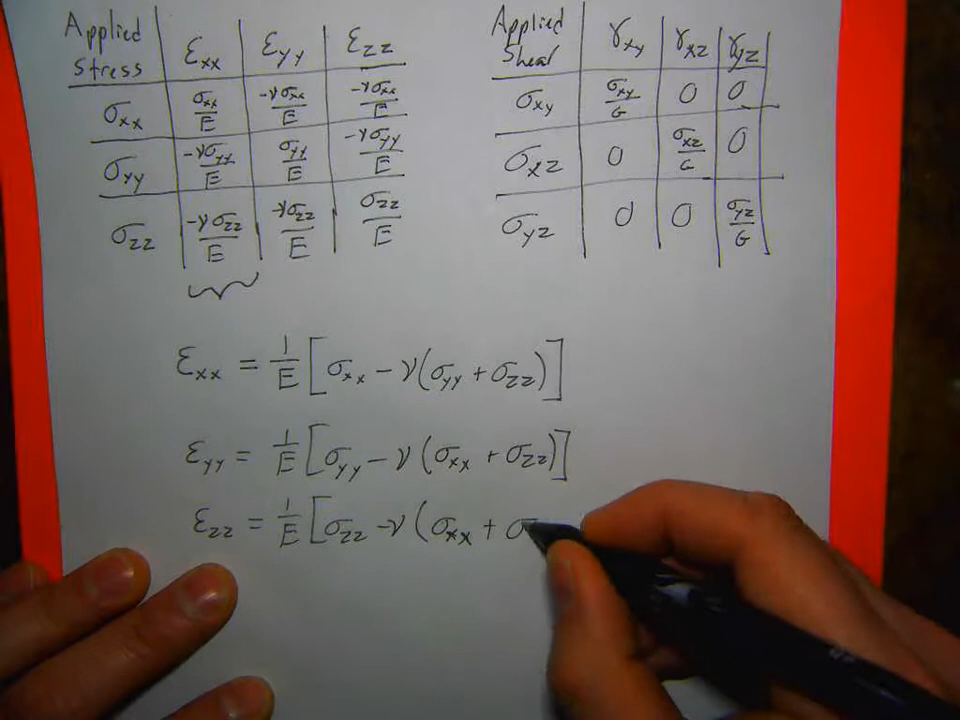 Applied Stress | εxx | εyy | εzz
σxx | σxx/E | -νσxx/E | -νσxx/E
σyy | -νσyy/E | σyy/E | -νσyy/E
σzz | -νσzz/E | -νσzz/E | σzz/E
Applied Shear | γxy | γxz | γyz
σxy | σxy/G | 0 | 0
σxz | 0 | σxz/G | 0
σyz | 0 | 0 | σyz/G
εxx = 1/E [σxx - ν(σyy + σzz)]
εyy = 1/E [σyy - ν(σxx + σzz)]
εzz = 1/E [σzz - ν(σxx + σ